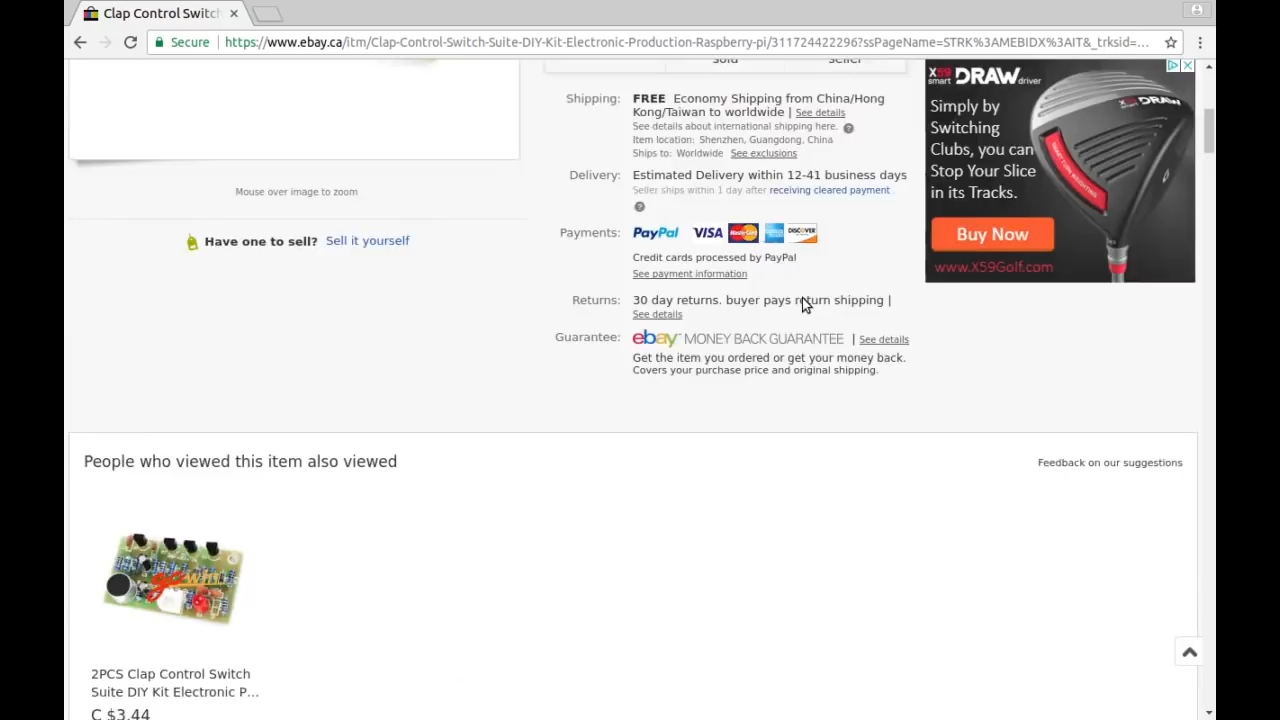 Clap Control Switch
Secure
https://www.ebay.ca/itm/Clap-Control-Switch-Suite-DIY-Kit-Electronic-Production-Raspberry-pi/311724422296?ssPageName=STRK%3AMEBIDX%3AIT&_trksid=...
sold
seller
Shipping:
FREE Economy Shipping from China/Hong
Kong/Taiwan to worldwide | See details
See details about international shipping here.
Item location: Shenzhen, Guangdong, China
Ships to: Worldwide See exclusions
Delivery:
Estimated Delivery within 12-41 business days
Seller ships within 1 day after receiving cleared payment
Payments:
PayPal VISA MasterCard DISCOVER
Credit cards processed by PayPal
See payment information
Returns:
30 day returns. buyer pays return shipping |
See details
Guarantee:
ebay MONEY BACK GUARANTEE | See details
Get the item you ordered or get your money back.
Covers your purchase price and original shipping.
Mouse over image to zoom
Have one to sell? Sell it yourself
X59 smart DRAW driver
Simply by
Switching
Clubs, you can
Stop Your Slice
in its Tracks.
Buy Now
www.X59Golf.com
People who viewed this item also viewed
Feedback on our suggestions
2PCS Clap Control Switch
Suite DIY Kit Electronic P...
C $3.44